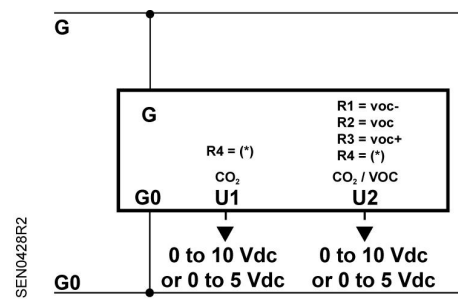 G
G
R1 = voc-
R2 = voc
R3 = voc+
R4 = (*)
R4 = (*)
CO₂
CO₂ / VOC
G0
U1
U2
0 to 10 Vdc
or 0 to 5 Vdc
0 to 10 Vdc
or 0 to 5 Vdc
G0
SEN0428R2